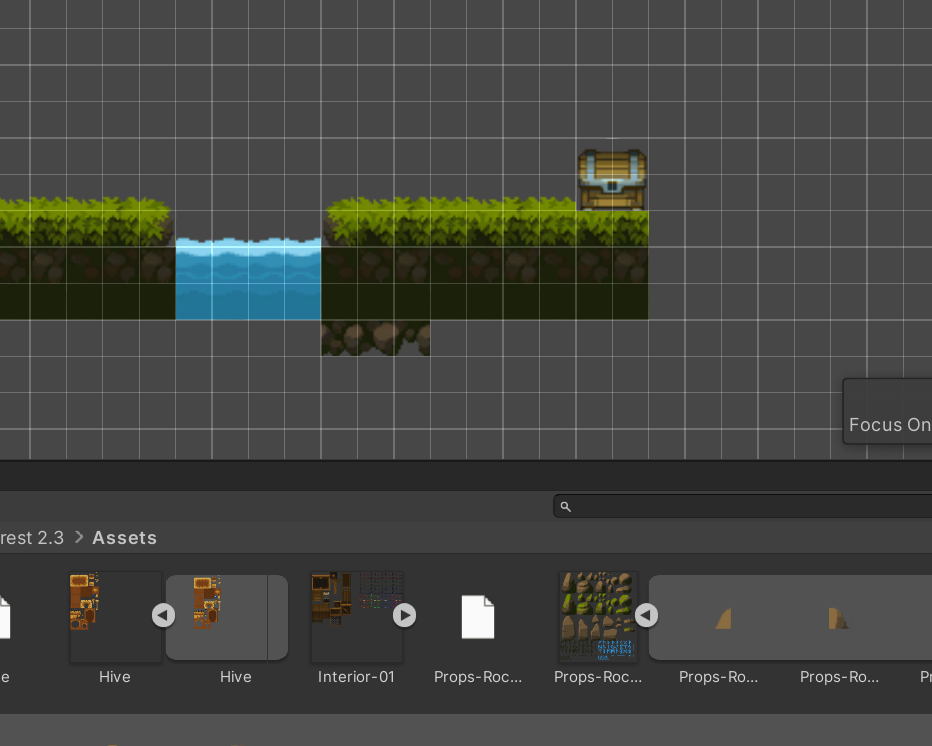 Focus On
rest 2.3 > Assets
e
Hive
Hive
Interior-01
Props-Roc...
Props-Roc...
Props-Ro...
Props-Ro...
Pr